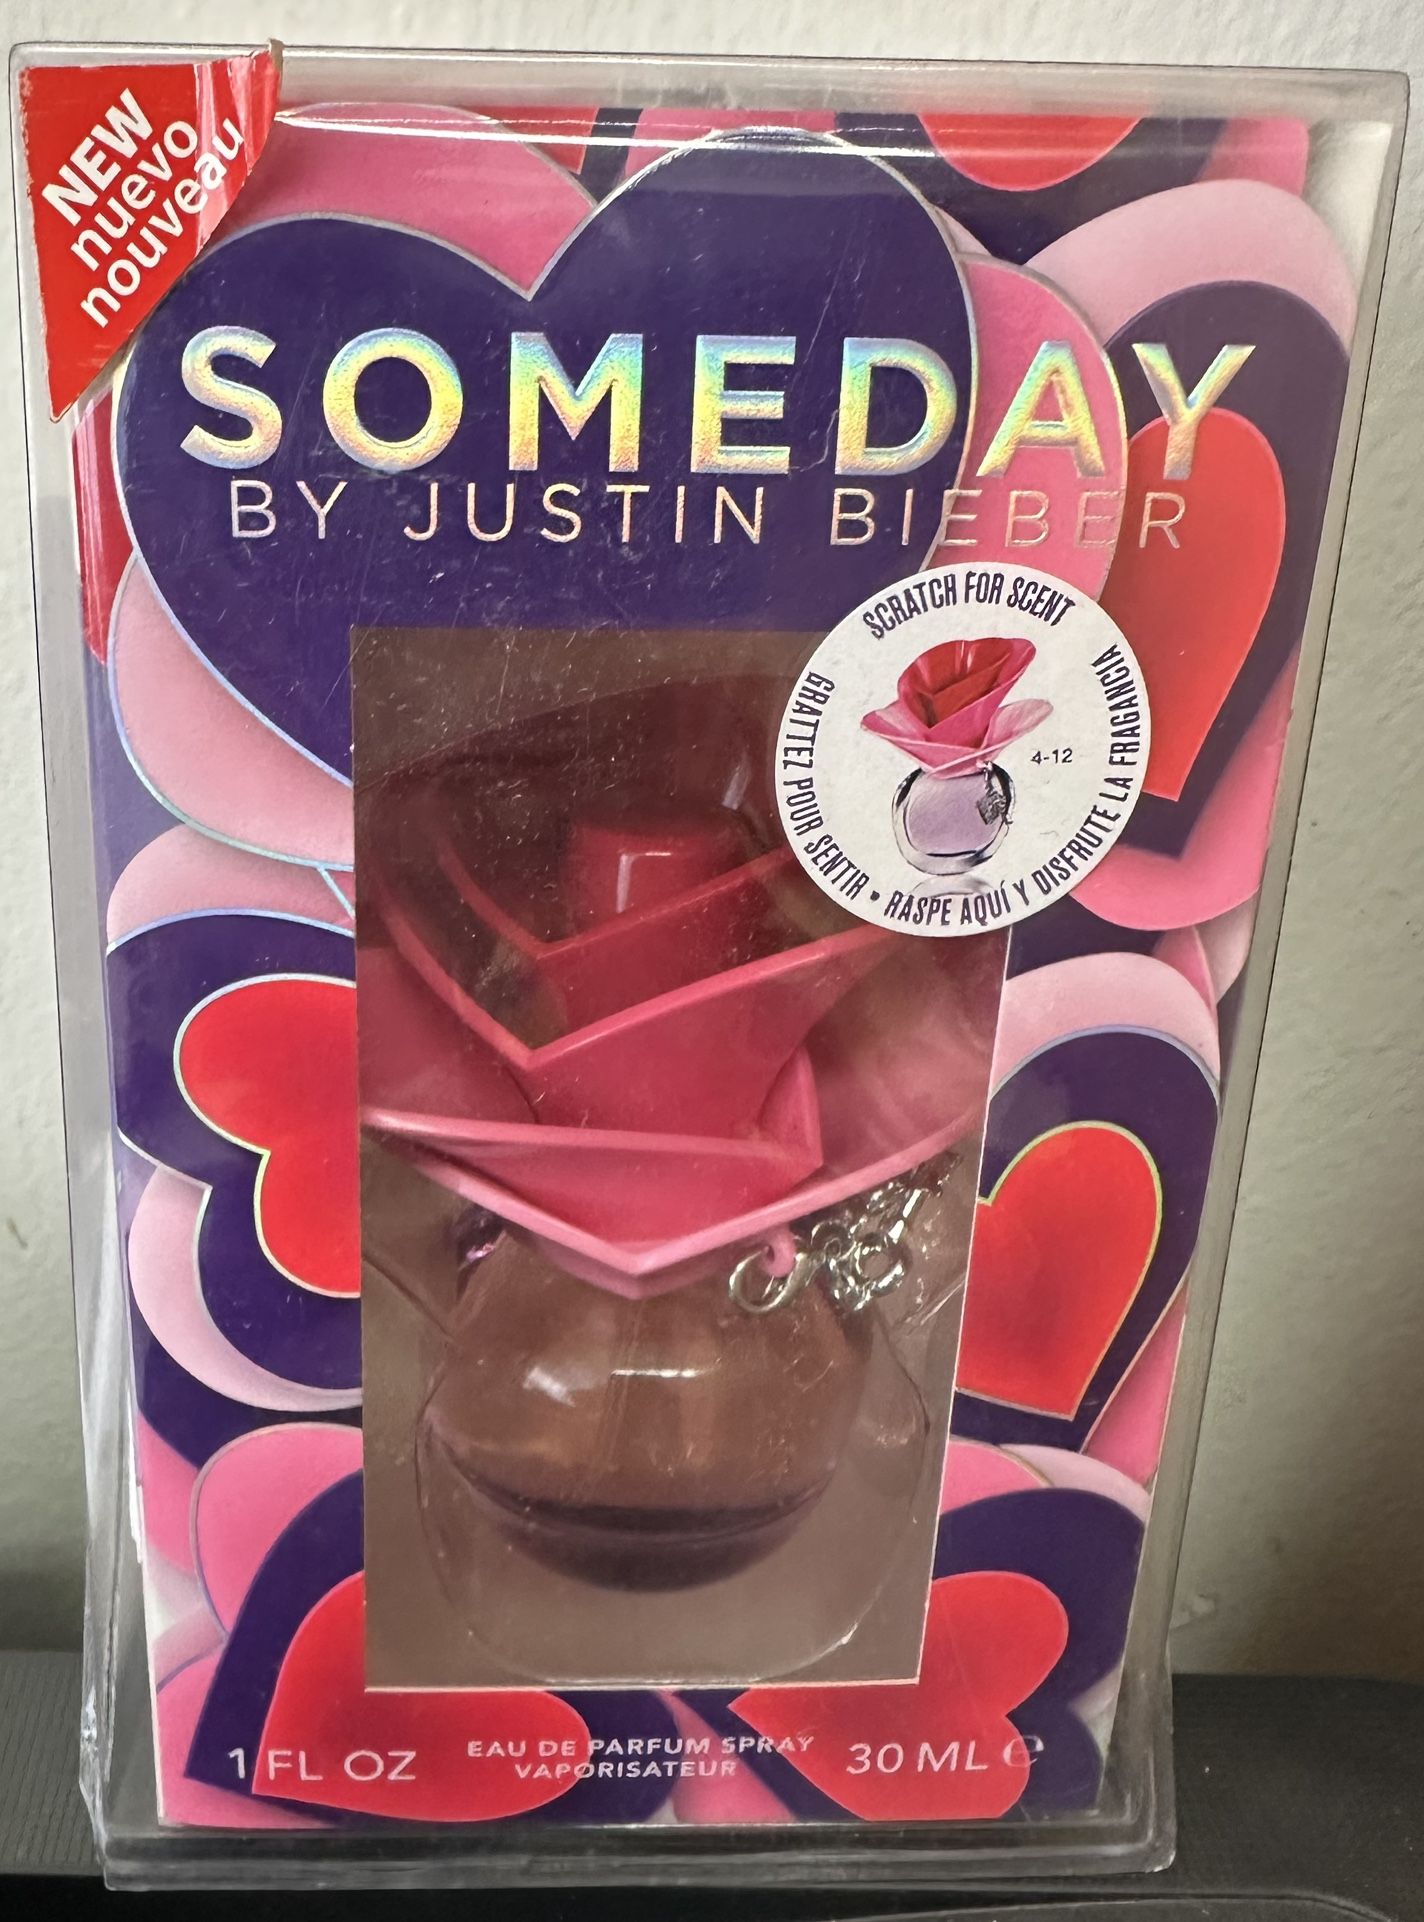 NEW
nuevo
nouveau
SOMEDAY
BY JUSTIN BIEBER
SCRATCH FOR SCENT
GRATTEZ POUR SENTIR • RASPE AQUÍ Y DISFRUTE LA FRAGANCIA
4-12
1 FL OZ
EAU DE PARFUM SPRAY
VAPORISATEUR
30 ML ℮